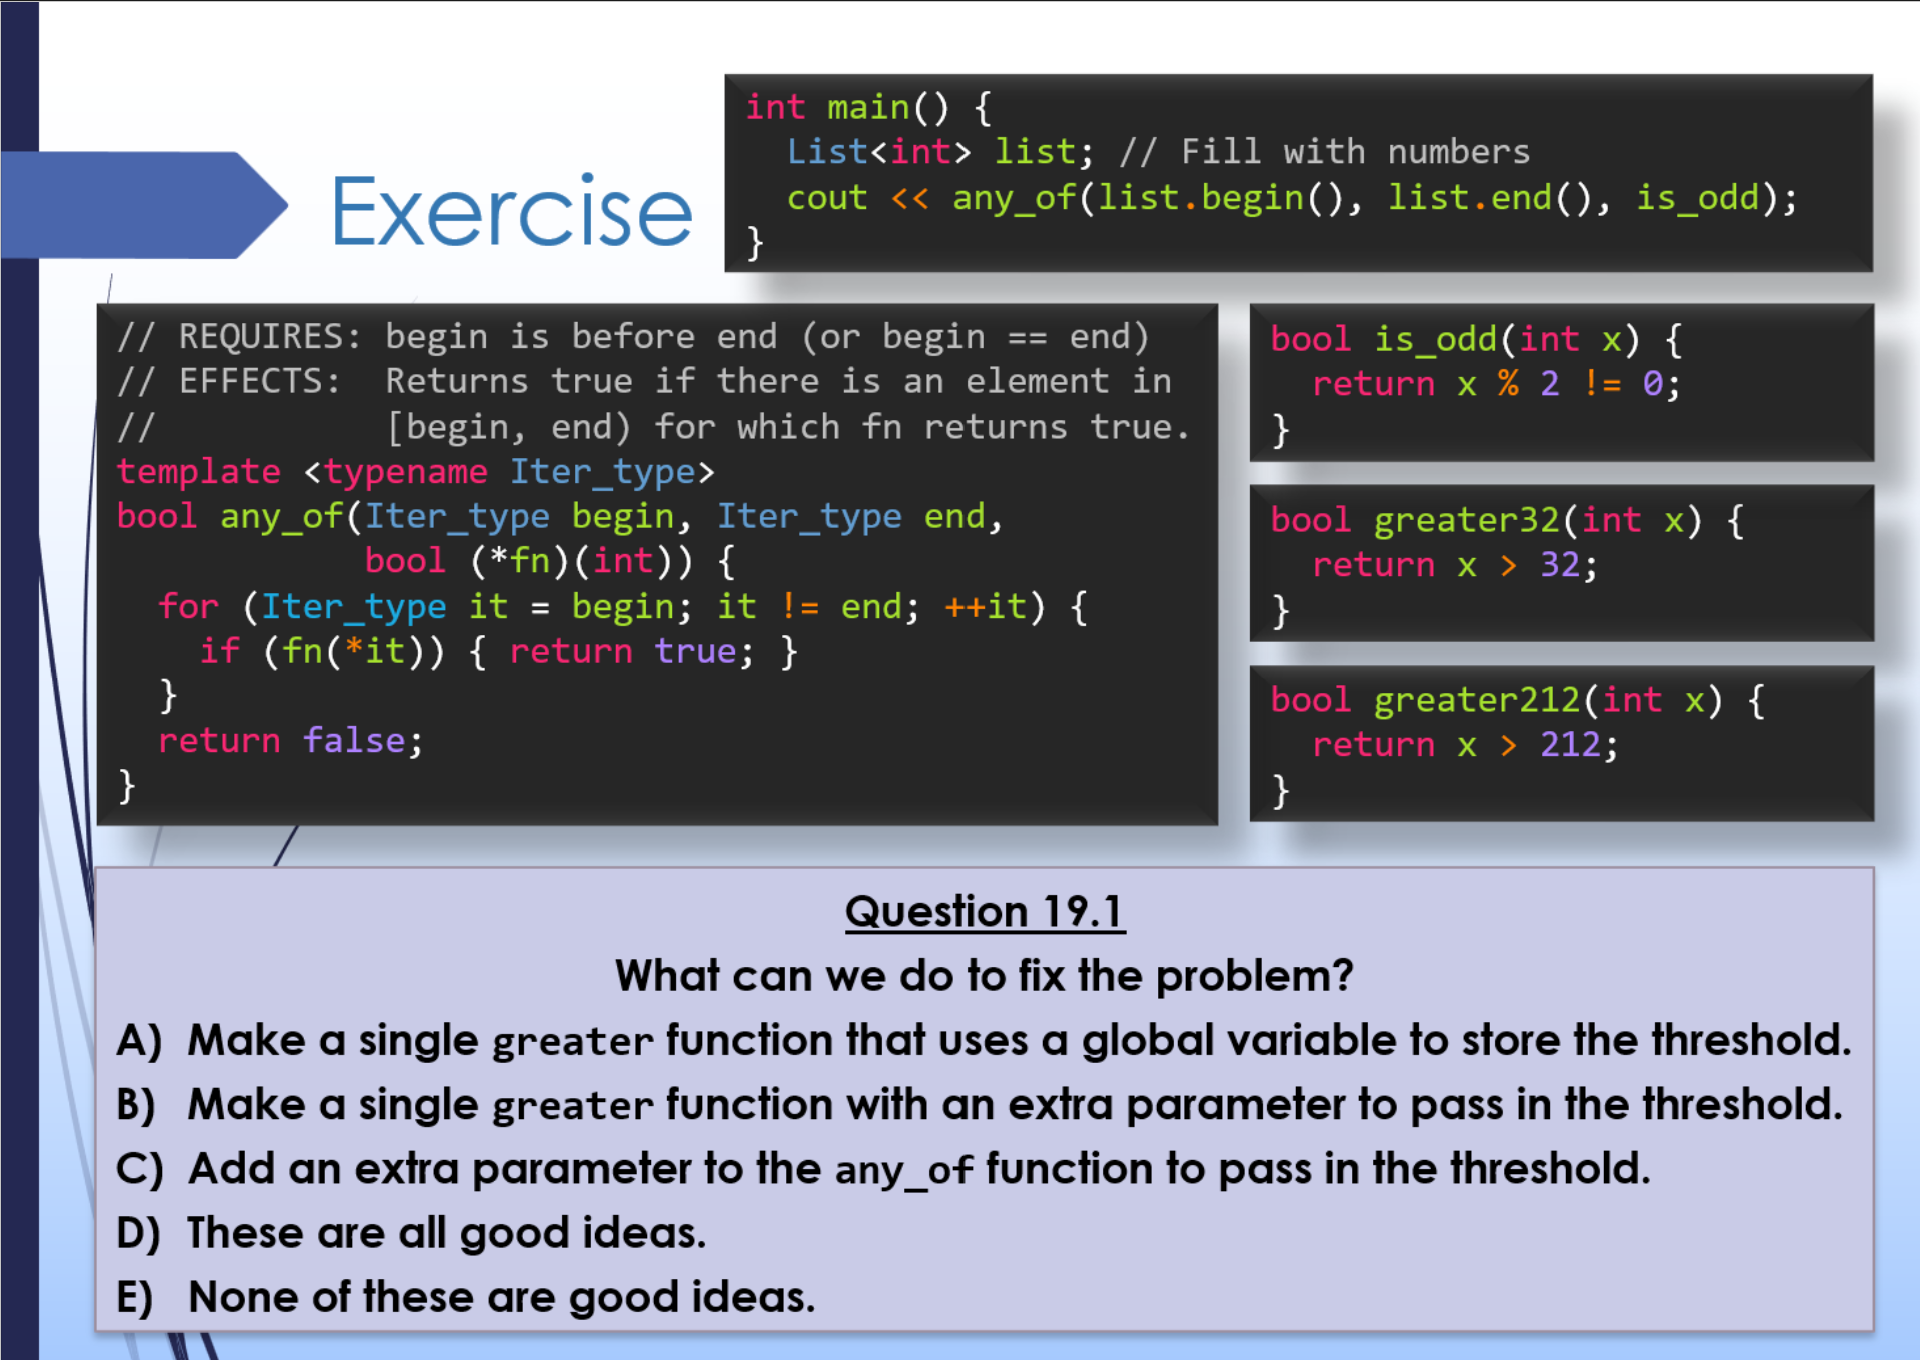 Exercise
int main() {
  List<int> list; // Fill with numbers
  cout << any_of(list.begin(), list.end(), is_odd);
}
// REQUIRES: begin is before end (or begin == end)
// EFFECTS:  Returns true if there is an element in
//           [begin, end) for which fn returns true.
template <typename Iter_type>
bool any_of(Iter_type begin, Iter_type end,
            bool (*fn)(int)) {
  for (Iter_type it = begin; it != end; ++it) {
    if (fn(*it)) { return true; }
  }
  return false;
}
bool is_odd(int x) {
  return x % 2 != 0;
}
bool greater32(int x) {
  return x > 32;
}
bool greater212(int x) {
  return x > 212;
}
Question 19.1
What can we do to fix the problem?
A) Make a single greater function that uses a global variable to store the threshold.
B) Make a single greater function with an extra parameter to pass in the threshold.
C) Add an extra parameter to the any_of function to pass in the threshold.
D) These are all good ideas.
E) None of these are good ideas.